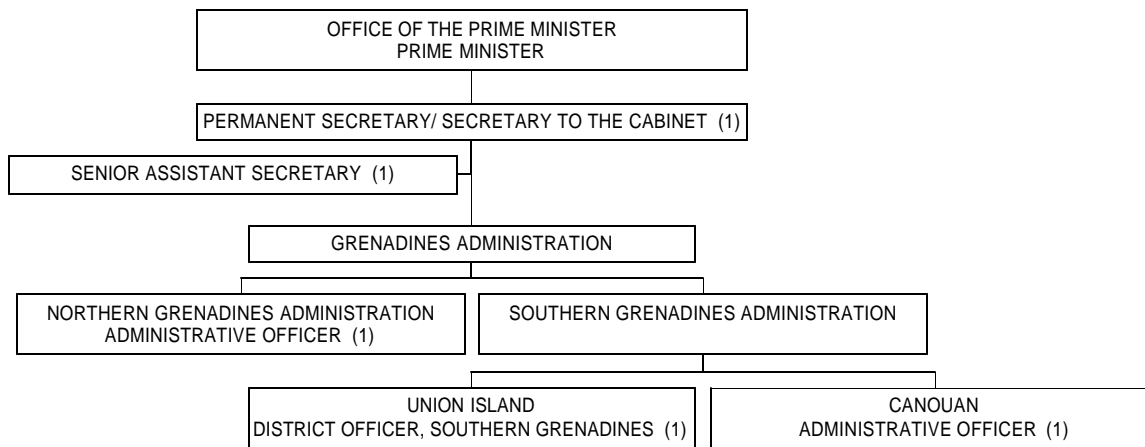 OFFICE OF THE PRIME MINISTER
PRIME MINISTER
PERMANENT SECRETARY/ SECRETARY TO THE CABINET (1)
SENIOR ASSISTANT SECRETARY (1)
GRENADINES ADMINISTRATION
NORTHERN GRENADINES ADMINISTRATION
ADMINISTRATIVE OFFICER (1)
SOUTHERN GRENADINES ADMINISTRATION
UNION ISLAND
DISTRICT OFFICER, SOUTHERN GRENADINES (1)
CANOUAN
ADMINISTRATIVE OFFICER (1)